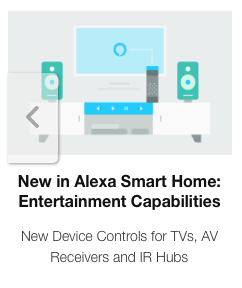 New in Alexa Smart Home:
Entertainment Capabilities
New Device Controls for TVs, AV
Receivers and IR Hubs